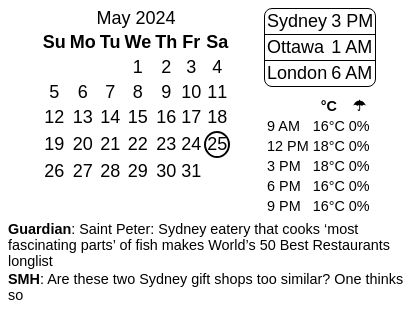 May 2024
Su Mo Tu We Th Fr Sa
1 2 3 4
5 6 7 8 9 10 11
12 13 14 15 16 17 18
19 20 21 22 23 24 25
26 27 28 29 30 31
Sydney 3 PM
Ottawa 1 AM
London 6 AM
°C ☂
9 AM 16°C 0%
12 PM 18°C 0%
3 PM 18°C 0%
6 PM 16°C 0%
9 PM 16°C 0%
Guardian: Saint Peter: Sydney eatery that cooks ‘most
fascinating parts’ of fish makes World’s 50 Best Restaurants
longlist
SMH: Are these two Sydney gift shops too similar? One thinks
so